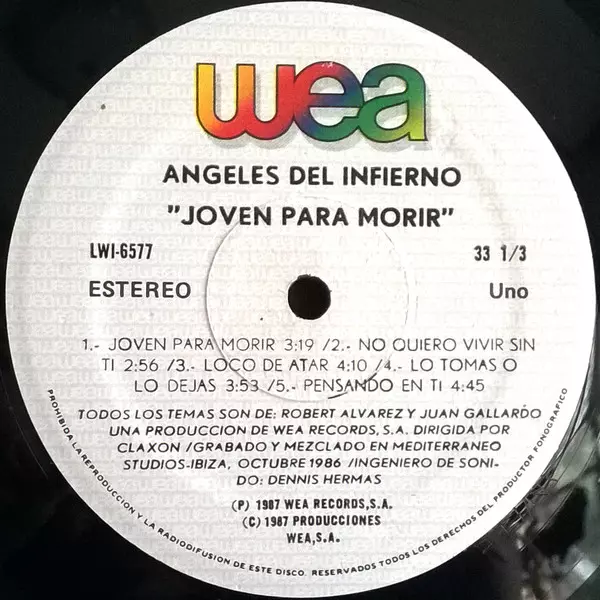 wea
ANGELES DEL INFIERNO
"JOVEN PARA MORIR"
LWI-6577 33 1/3
ESTEREO Uno
1.- JOVEN PARA MORIR 3:19 /2.- NO QUIERO VIVIR SIN
TI 2:56 /3.- LOCO DE ATAR 4:10 /4.- LO TOMAS O
LO DEJAS 3:53 /5.- PENSANDO EN TI 4:45
TODOS LOS TEMAS SON DE: ROBERT ALVAREZ Y JUAN GALLARDO
UNA PRODUCCION DE WEA RECORDS, S.A. DIRIGIDA POR
CLAXON /GRABADO Y MEZCLADO EN MEDITERRANEO
STUDIOS-IBIZA, OCTUBRE 1986 /INGENIERO DE SONI-
DO: DENNIS HERMAS
(P) 1987 WEA RECORDS,S.A.
(C) 1987 PRODUCCIONES
WEA,S.A.
PROHIBIDA LA REPRODUCCION Y LA RADIODIFUSION DE ESTE DISCO. RESERVADOS TODOS LOS DERECHOS DEL PRODUCTOR FONOGRAFICO